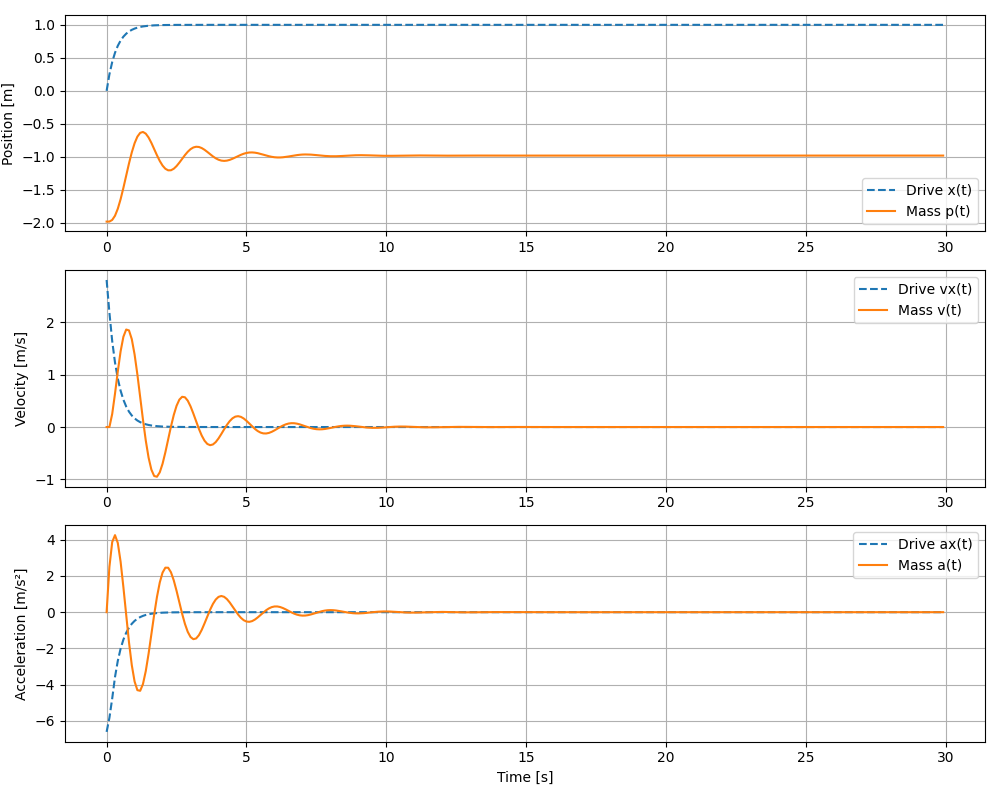 Position [m]
1.0
0.5
0.0
−0.5
−1.0
−1.5
−2.0
Drive x(t)
Mass p(t)
0 5 10 15 20 25 30
Velocity [m/s]
2
1
0
−1
Drive vx(t)
Mass v(t)
0 5 10 15 20 25 30
Acceleration [m/s²]
4
2
0
−2
−4
−6
Drive ax(t)
Mass a(t)
0 5 10 15 20 25 30
Time [s]